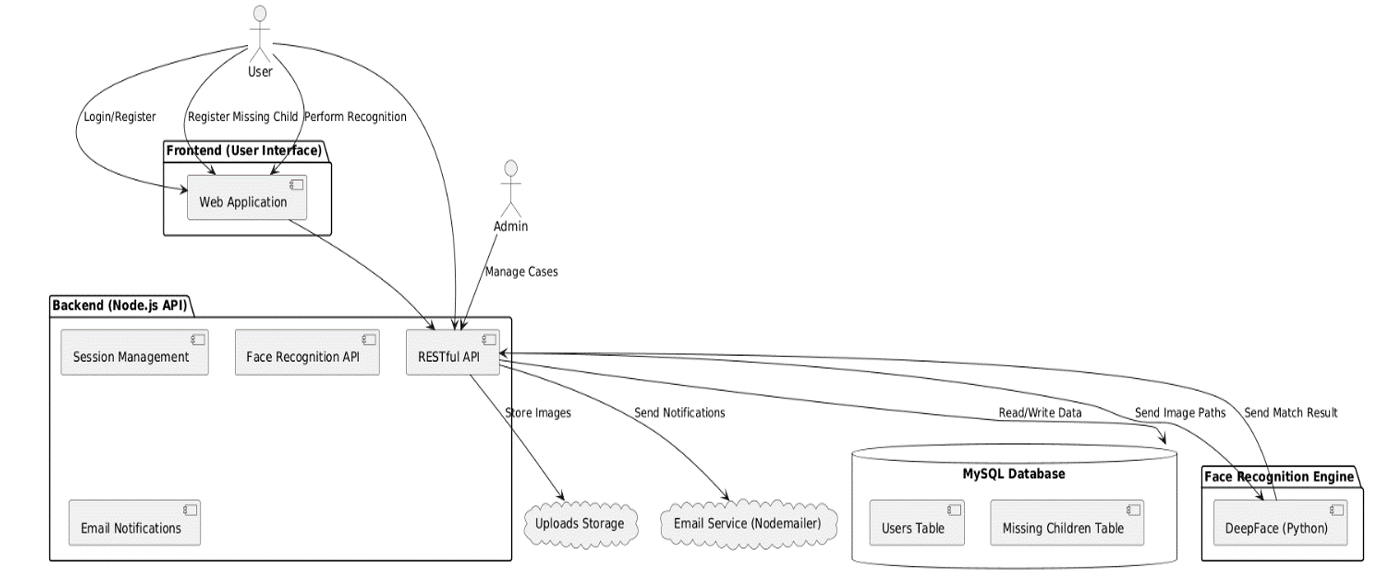 User
Login/Register
Register Missing Child
Perform Recognition
Frontend (User Interface)
Web Application
Admin
Manage Cases
Backend (Node.js API)
Session Management
Face Recognition API
RESTful API
Store Images
Send Notifications
Read/Write Data
Send Image Paths
Send Match Result
MySQL Database
Face Recognition Engine
Email Notifications
Uploads Storage
Email Service (Nodemailer)
Users Table
Missing Children Table
DeepFace (Python)